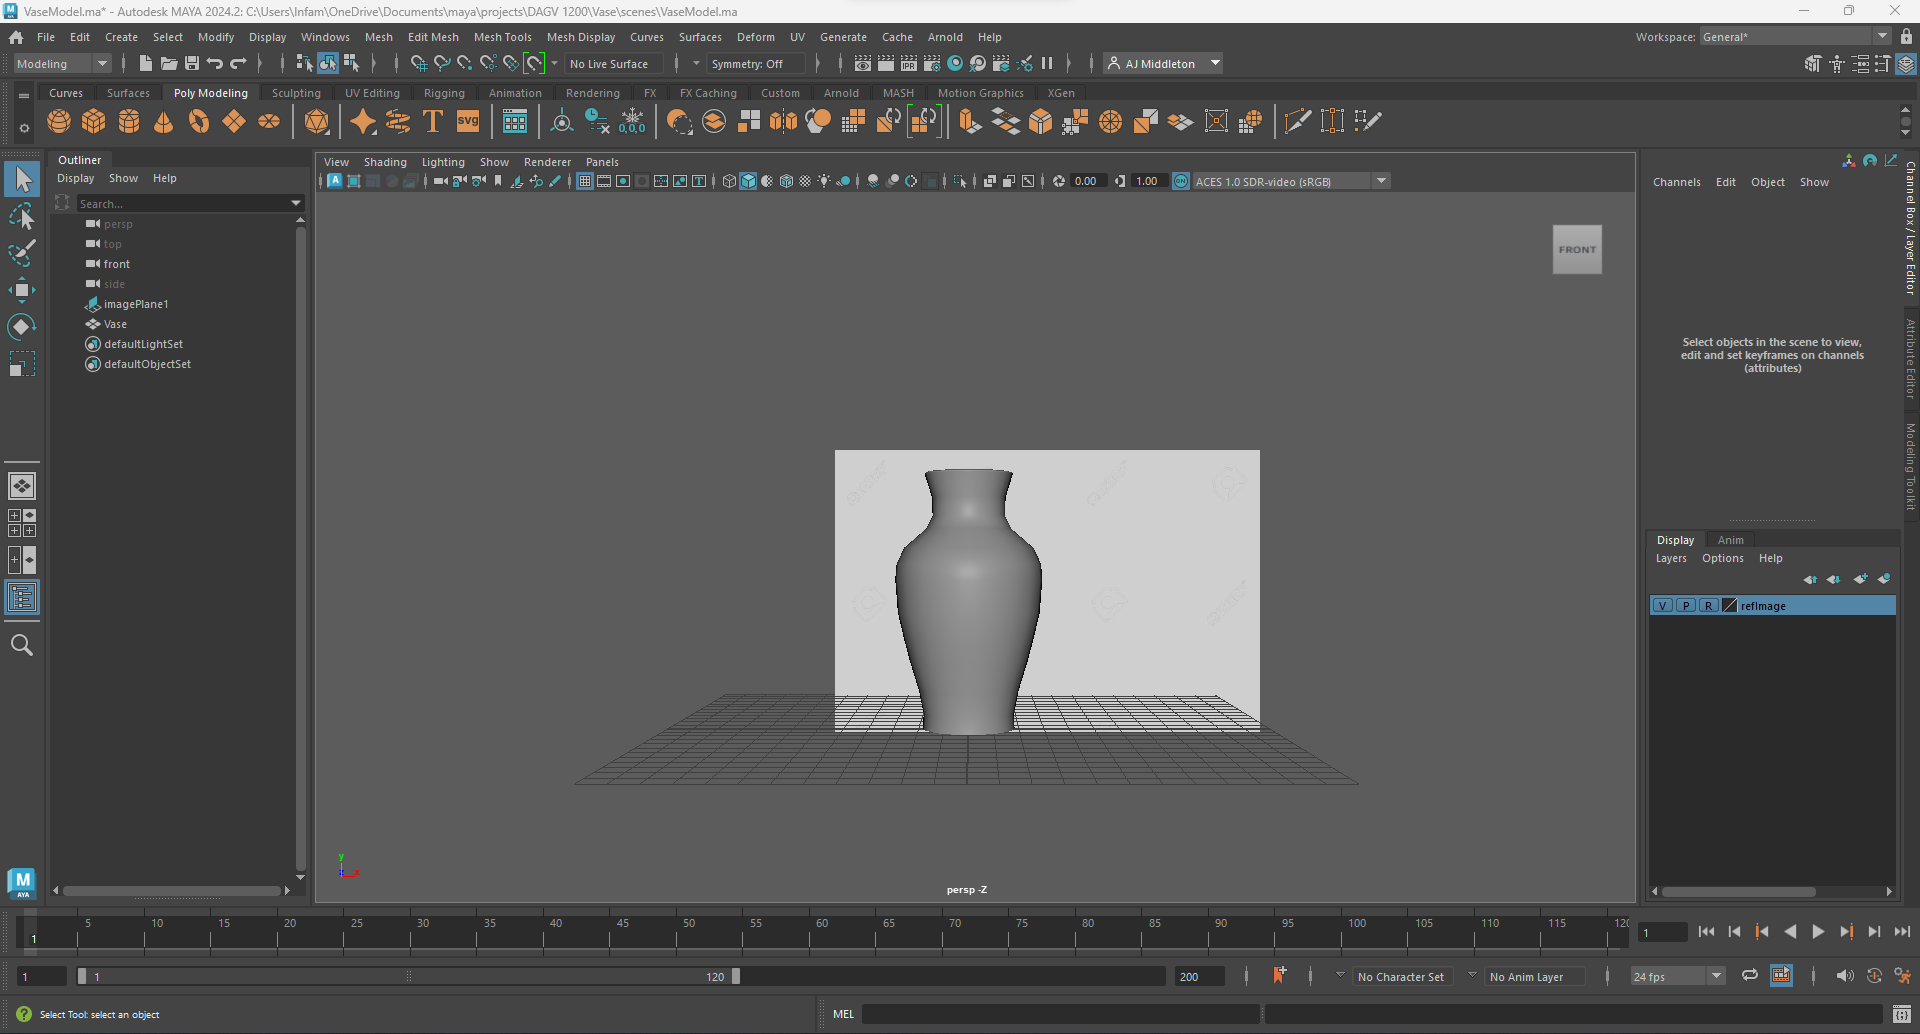 VaseModel.ma* - Autodesk MAYA 2024.2: C:\Users\Infam\OneDrive\Documents\maya\projects\DAGV 1200\Vase\scenes\VaseModel.ma
File Edit Create Select Modify Display Windows Mesh Edit Mesh Mesh Tools Mesh Display Curves Surfaces Deform UV Generate Cache Arnold Help
Workspace: General*
Modeling No Live Surface Symmetry: Off IPR AJ Middleton
Curves Surfaces Poly Modeling Sculpting UV Editing Rigging Animation Rendering FX FX Caching Custom Arnold MASH Motion Graphics XGen
T SVG 0,0,0
Outliner
Display Show Help
Search...
persp
top
front
side
imagePlane1
Vase
defaultLightSet
defaultObjectSet
View Shading Lighting Show Renderer Panels
0.00 1.00 ON ACES 1.0 SDR-video (sRGB)
FRONT
y
persp -Z
Channels Edit Object Show
Select objects in the scene to view,
edit and set keyframes on channels
(attributes)
Channel Box / Layer Editor
Attribute Editor
Modeling Toolkit
Display Anim
Layers Options Help
V P R refImage
M
AYA
5 10 15 20 25 30 35 40 45 50 55 60 65 70 75 80 85 90 95 100 105 110 115 120
1
1
1 1 120 200 No Character Set No Anim Layer 24 fps
Select Tool: select an object
MEL